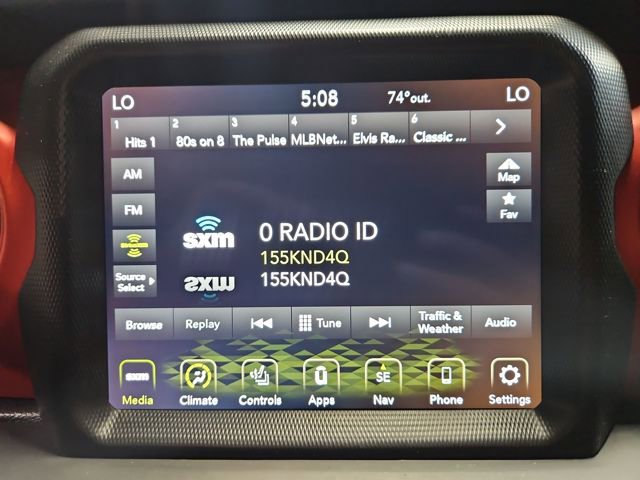 LO 5:08 74°out. LO
1 Hits 1 2 80s on 8 3 The Pulse 4 MLBNet... 5 Elvis Ra... 6 Classic ...
AM
Map
FM
Fav
sxm 0 RADIO ID
155KND4Q
Source Select
155KND4Q
Browse Replay Tune Traffic & Weather Audio
sxm SE
Media Climate Controls Apps Nav Phone Settings